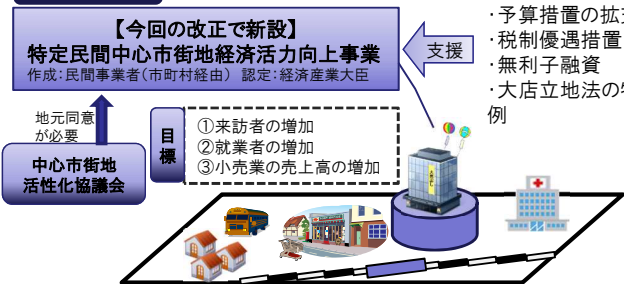 【今回の改正で新設】
特定民間中心市街地経済活力向上事業
作成:民間事業者(市町村経由) 認定:経済産業大臣
支援
・予算措置の拡
・税制優遇措置
・無利子融資
・大店立地法の
例
地元同意
が必要
中心市街地
活性化協議会
目標
①来訪者の増加
②就業者の増加
③小売業の売上高の増加